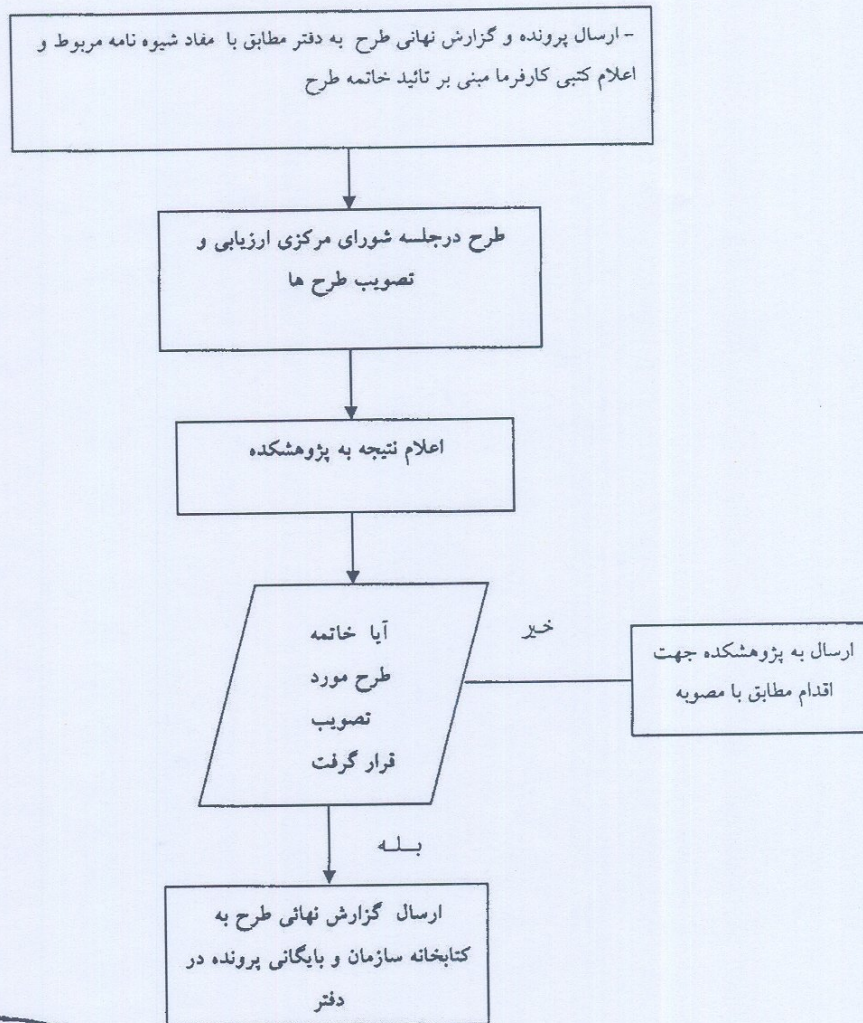 - ارسال پرونده و گزارش نهانی طرح به دفتر مطابق با مفاد شیوه نامه مربوط و
اعلام کتبی کارفرما مبنی بر تائید خاتمه طرح
طرح درجلسه شورای مرکزی ارزیابی و
تصویب طرح ها
اعلام نتیجه به پژوهشکده
آیا خاتمه
طرح مورد
تصویب
قرار گرفت
خیر
ارسال به پژوهشکده جهت
اقدام مطابق با مصوبه
بــلــه
ارسال گزارش نهائی طرح به
کتابخانه سازمان و بایگانی پرونده در
دفتر